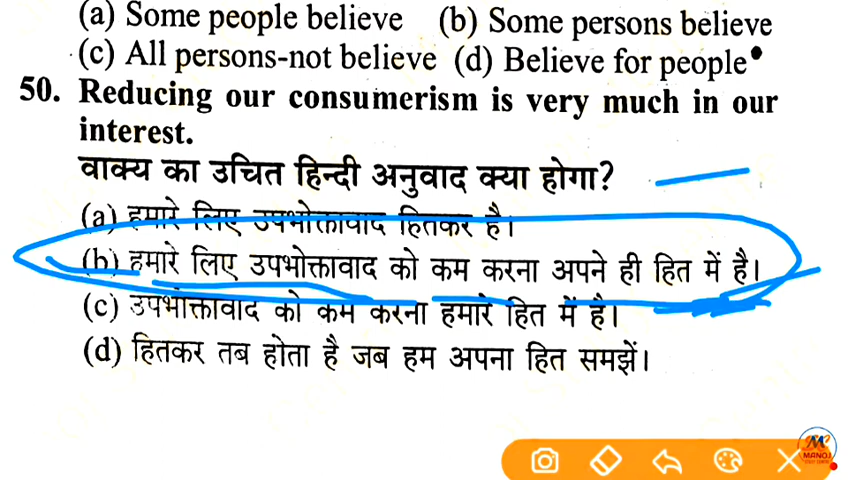 (a) Some people believe (b) Some persons believe
(c) All persons-not believe (d) Believe for people
50. Reducing our consumerism is very much in our
interest.
वाक्य का उचित हिन्दी अनुवाद क्या होगा?
(a) हमारे लिए उपभोक्तावाद हितकर है।
(b) हमारे लिए उपभोक्तावाद को कम करना अपने ही हित में है।
(c) उपभोक्तावाद को कम करना हमारे हित में है।
(d) हितकर तब होता है जब हम अपना हित समझें।
MANOJ